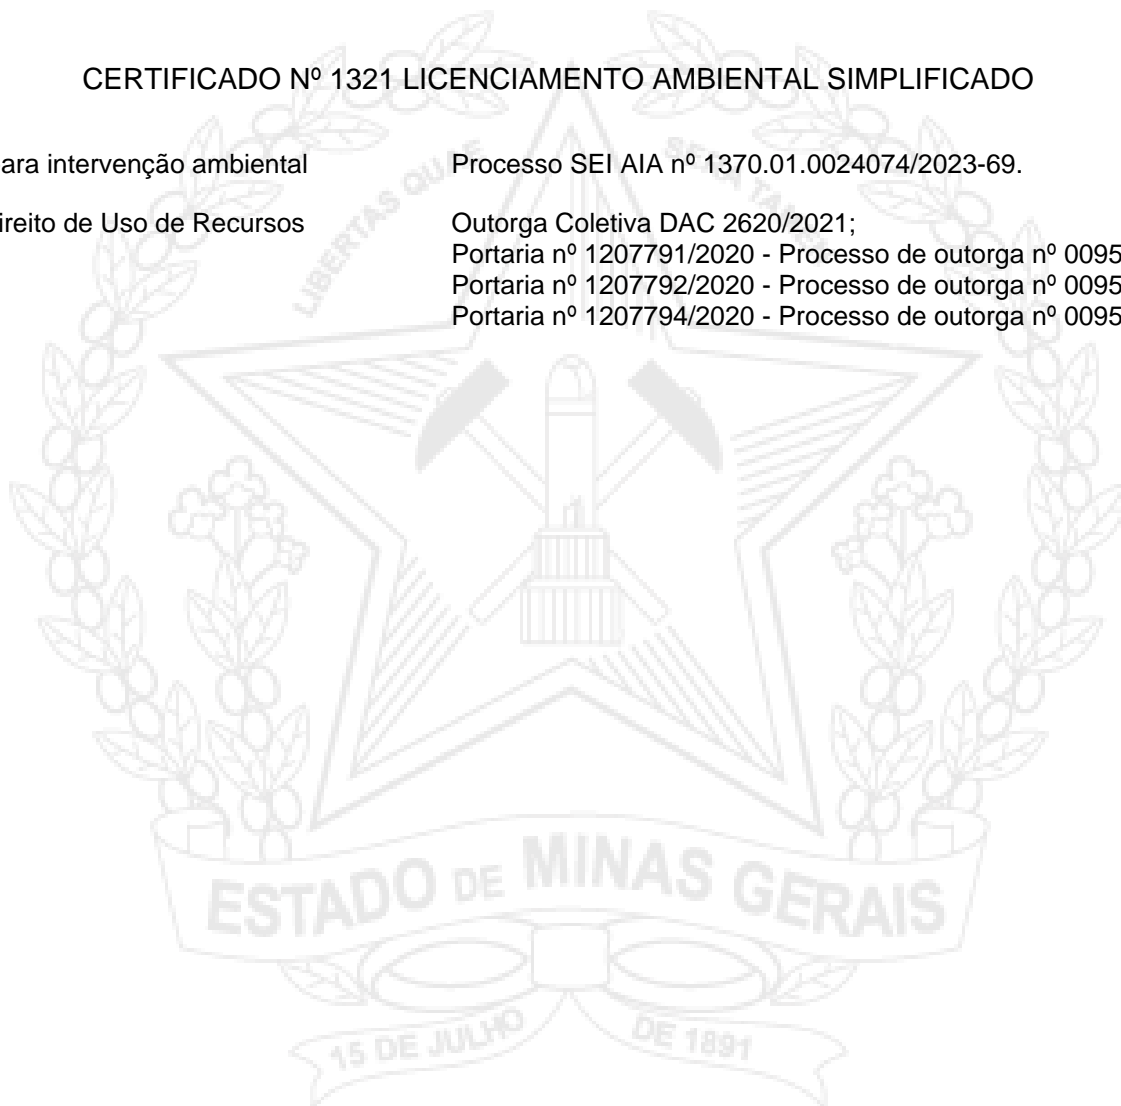 CERTIFICADO Nº 1321 LICENCIAMENTO AMBIENTAL SIMPLIFICADO
ara intervenção ambiental Processo SEI AIA nº 1370.01.0024074/2023-69.
ireito de Uso de Recursos Outorga Coletiva DAC 2620/2021;
Portaria nº 1207791/2020 - Processo de outorga nº 0095
Portaria nº 1207792/2020 - Processo de outorga nº 0095
Portaria nº 1207794/2020 - Processo de outorga nº 0095
LIBERTAS QUÆ SERA TAMEN
ESTADO DE MINAS GERAIS
15 DE JULHO DE 1891